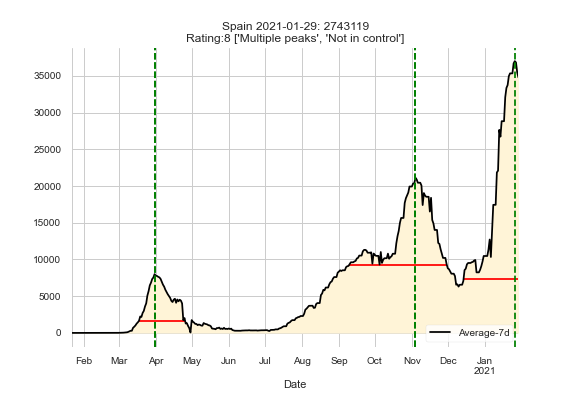 Spain 2021-01-29: 2743119
Rating:8 ['Multiple peaks', 'Not in control']
35000
30000
25000
20000
15000
10000
5000
0
Average-7d
Feb Mar Apr May Jun Jul Aug Sep Oct Nov Dec Jan
2021
Date